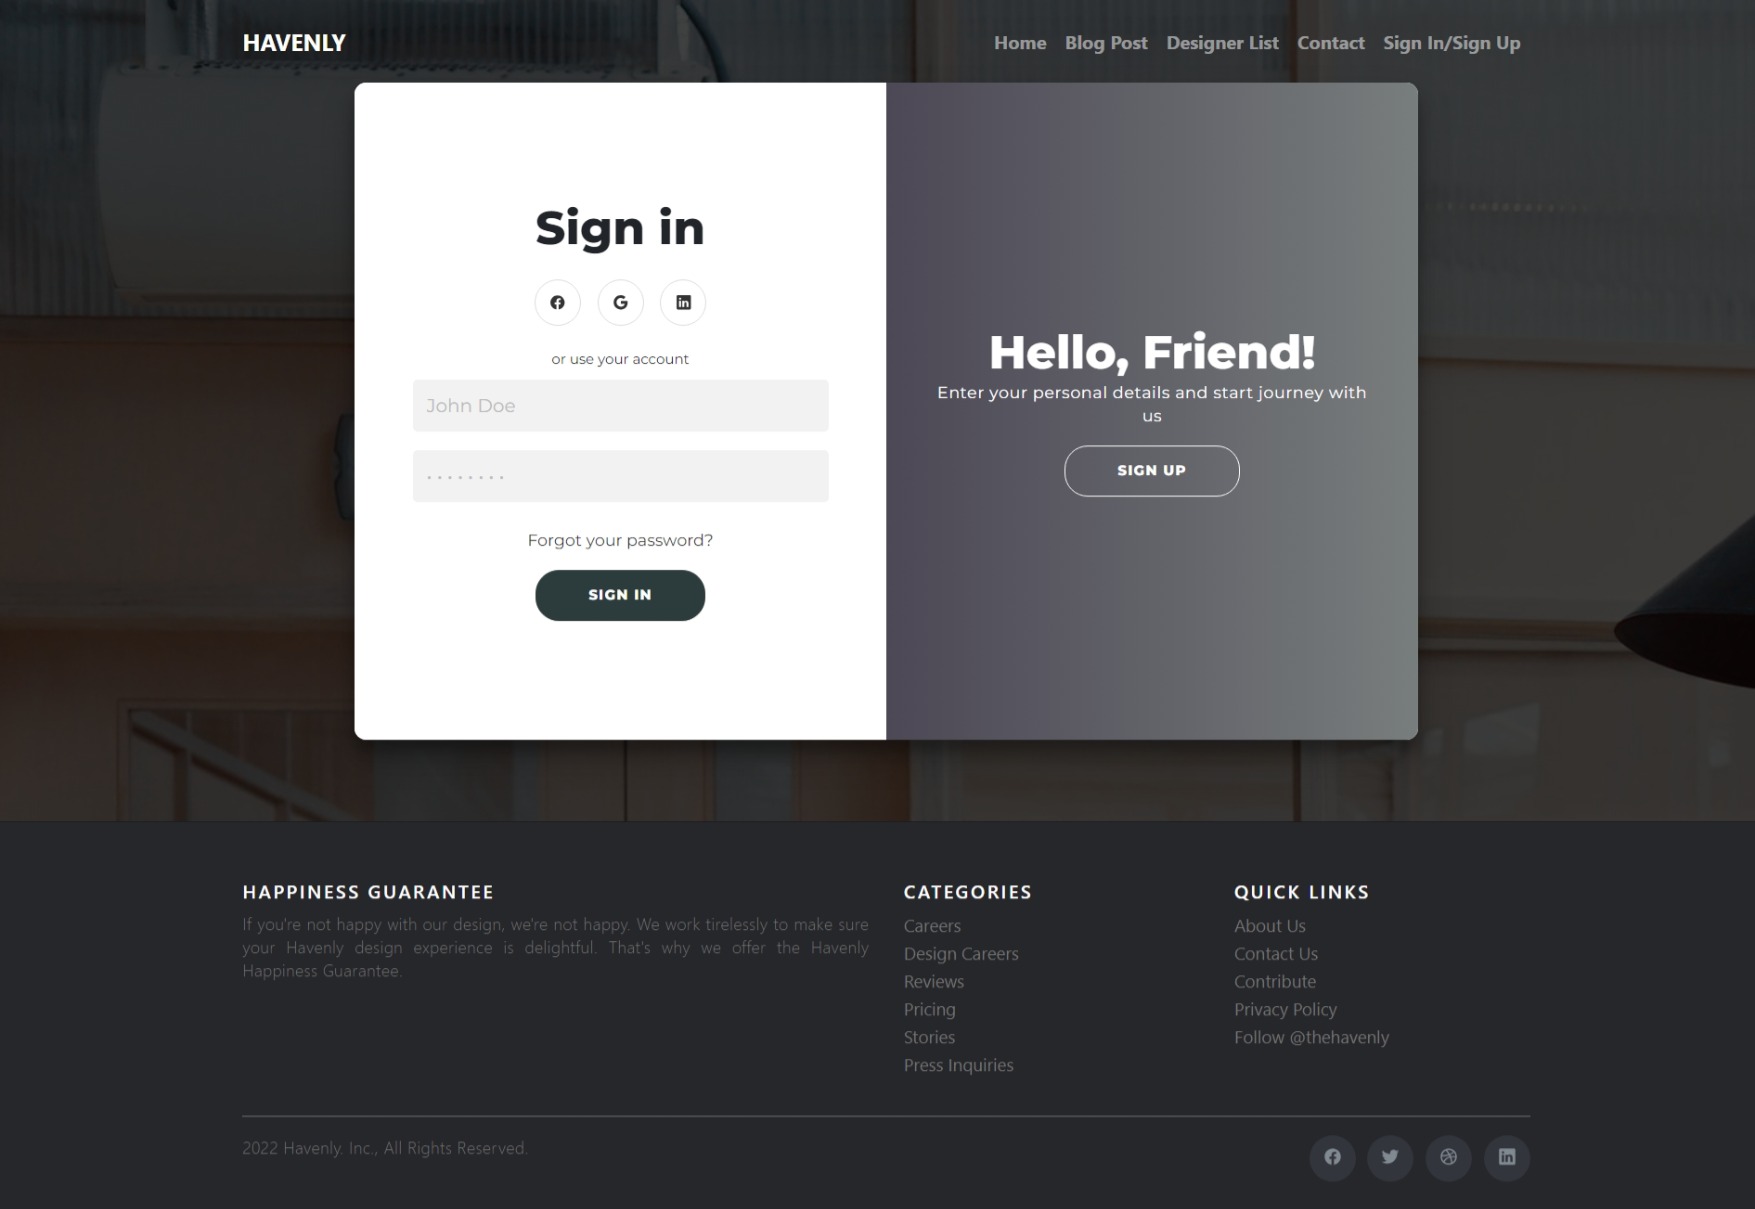 HAVENLY
Home Blog Post Designer List Contact Sign In/Sign Up
Sign in
or use your account
John Doe
Forgot your password?
SIGN IN
Hello, Friend!
Enter your personal details and start journey with
us
SIGN UP
HAPPINESS GUARANTEE
If you're not happy with our design, we're not happy. We work tirelessly to make sure
your Havenly design experience is delightful. That's why we offer the Havenly
Happiness Guarantee.
CATEGORIES
Careers
Design Careers
Reviews
Pricing
Stories
Press Inquiries
QUICK LINKS
About Us
Contact Us
Contribute
Privacy Policy
Follow @thehavenly
2022 Havenly. Inc., All Rights Reserved.